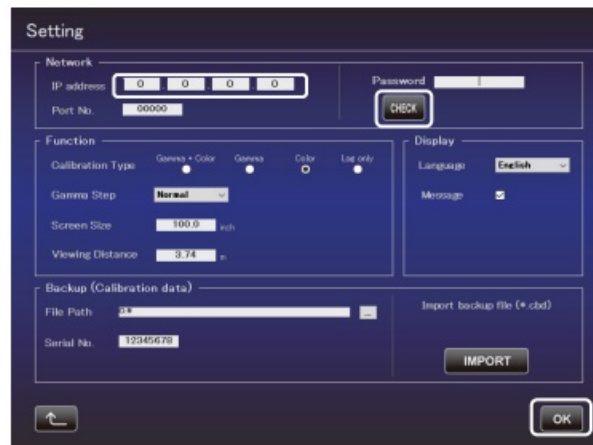 Setting
Network
IP address 0 . 0 . 0 . 0
Password
Port No. 00000
CHECK
Function
Calibration Type Gamma + Color Gamma Color Log only
Gamma Step Normal
Screen Size 100.0 inch
Viewing Distance 3.74 m
Display
Language English
Message
Backup (Calibration data)
File Path
...
Serial No. 12345678
Import backup file (*.cbd)
IMPORT
OK